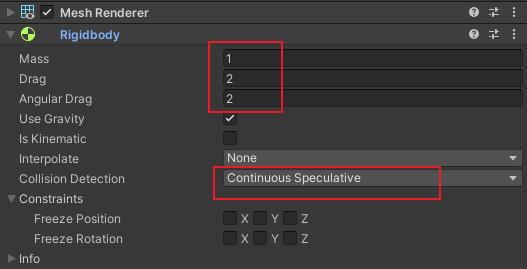 Mesh Renderer
Rigidbody
Mass 1
Drag 2
Angular Drag 2
Use Gravity
Is Kinematic
Interpolate None
Collision Detection Continuous Speculative
Constraints
Freeze Position X Y Z
Freeze Rotation X Y Z
Info